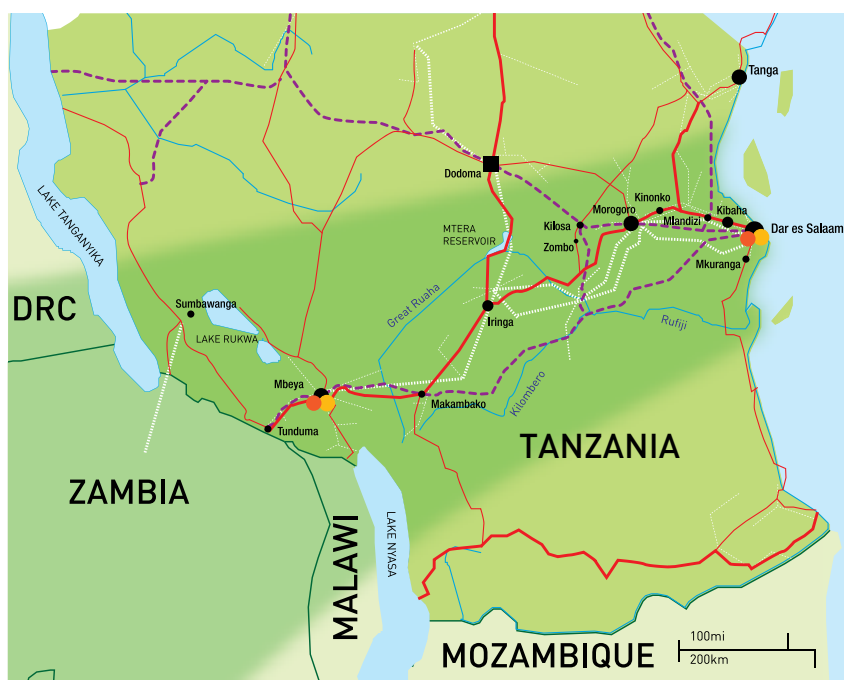 Tanga
LAKE TANGANYIKA
Dodoma
Kinonko
Morogoro
Kibaha
Mlandizi
Kilosa
Dar es Salaam
MTERA
RESERVOIR
Zombo
Mkuranga
DRC
Sumbawanga
Great Ruaha
Iringa
Rufiji
LAKE RUKWA
Mbeya
Kilombero
Makambako
Tunduma
TANZANIA
ZAMBIA
MALAWI
LAKE NYASA
MOZAMBIQUE
100mi
200km